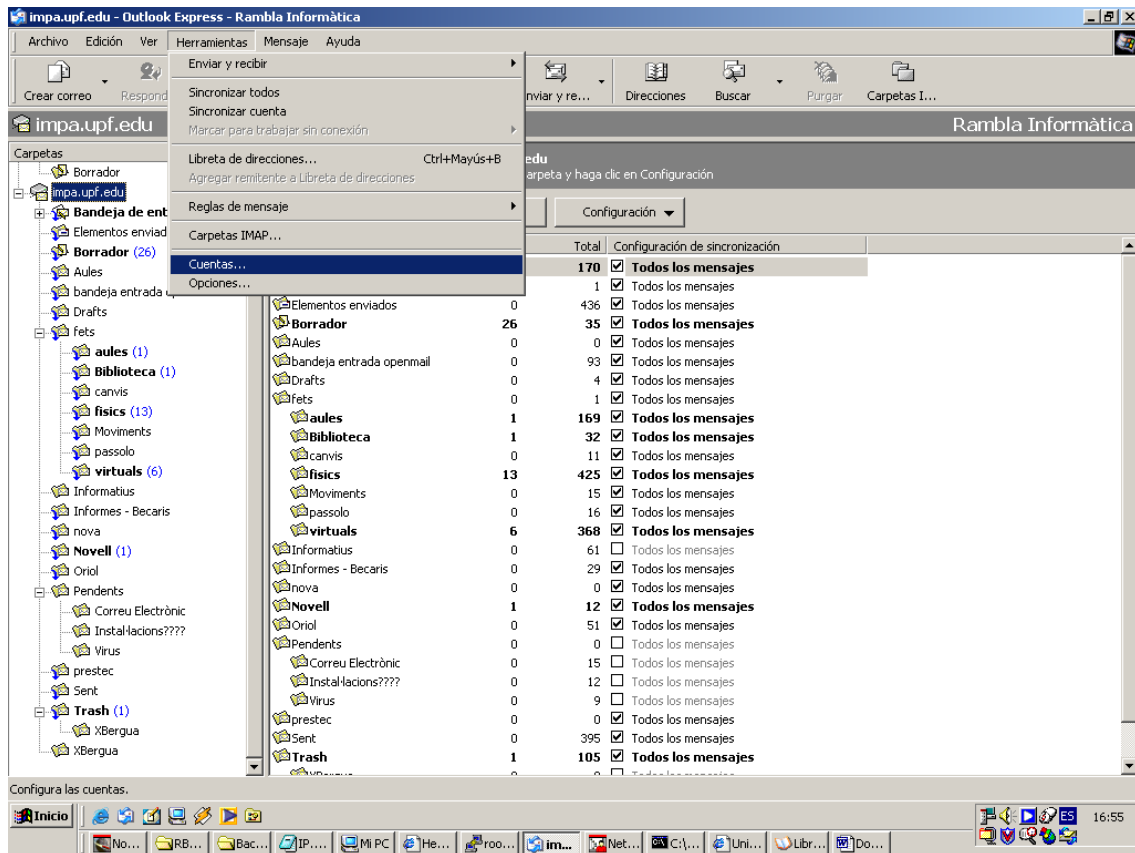 impa.upf.edu - Outlook Express - Rambla Informàtica
Archivo Edición Ver Herramientas Mensaje Ayuda
Crear correo Respond nviar y re... Direcciones Buscar Purgar Carpetas I...
Enviar y recibir
Sincronizar todos
Sincronizar cuenta
Marcar para trabajar sin conexión
Libreta de direcciones... Ctrl+Mayús+B
Agregar remitente a Libreta de direcciones
Reglas de mensaje
Carpetas IMAP...
Cuentas...
Opciones...
impa.upf.edu Rambla Informàtica
Carpetas
Borrador
impa.upf.edu
Bandeja de ent
Elementos enviad
Borrador (26)
Aules
bandeja entrada
Drafts
fets
aules (1)
Biblioteca (1)
canvis
fisics (13)
Moviments
passolo
virtuals (6)
Informatius
Informes - Becaris
nova
Novell (1)
Oriol
Pendents
Correu Electrònic
Instal·lacions????
Virus
prestec
Sent
Trash (1)
XBergua
XBergua
edu
arpeta y haga clic en Configuración
Configuración
Total Configuración de sincronización
170 Todos los mensajes
1 Todos los mensajes
Elementos enviados 0 436 Todos los mensajes
Borrador 26 35 Todos los mensajes
Aules 0 0 Todos los mensajes
bandeja entrada openmail 0 93 Todos los mensajes
Drafts 0 4 Todos los mensajes
fets 0 1 Todos los mensajes
aules 1 169 Todos los mensajes
Biblioteca 1 32 Todos los mensajes
canvis 0 11 Todos los mensajes
fisics 13 425 Todos los mensajes
Moviments 0 15 Todos los mensajes
passolo 0 16 Todos los mensajes
virtuals 6 368 Todos los mensajes
Informatius 0 61 Todos los mensajes
Informes - Becaris 0 29 Todos los mensajes
nova 0 0 Todos los mensajes
Novell 1 12 Todos los mensajes
Oriol 0 51 Todos los mensajes
Pendents 0 0 Todos los mensajes
Correu Electrònic 0 15 Todos los mensajes
Instal·lacions???? 0 12 Todos los mensajes
Virus 0 9 Todos los mensajes
prestec 0 0 Todos los mensajes
Sent 0 395 Todos los mensajes
Trash 1 105 Todos los mensajes
Configura las cuentas.
Inicio ES 16:55
No... RB... Bac... IP.... Mi PC He... roo... im... Net... C:\... Uni... Libr... Do...